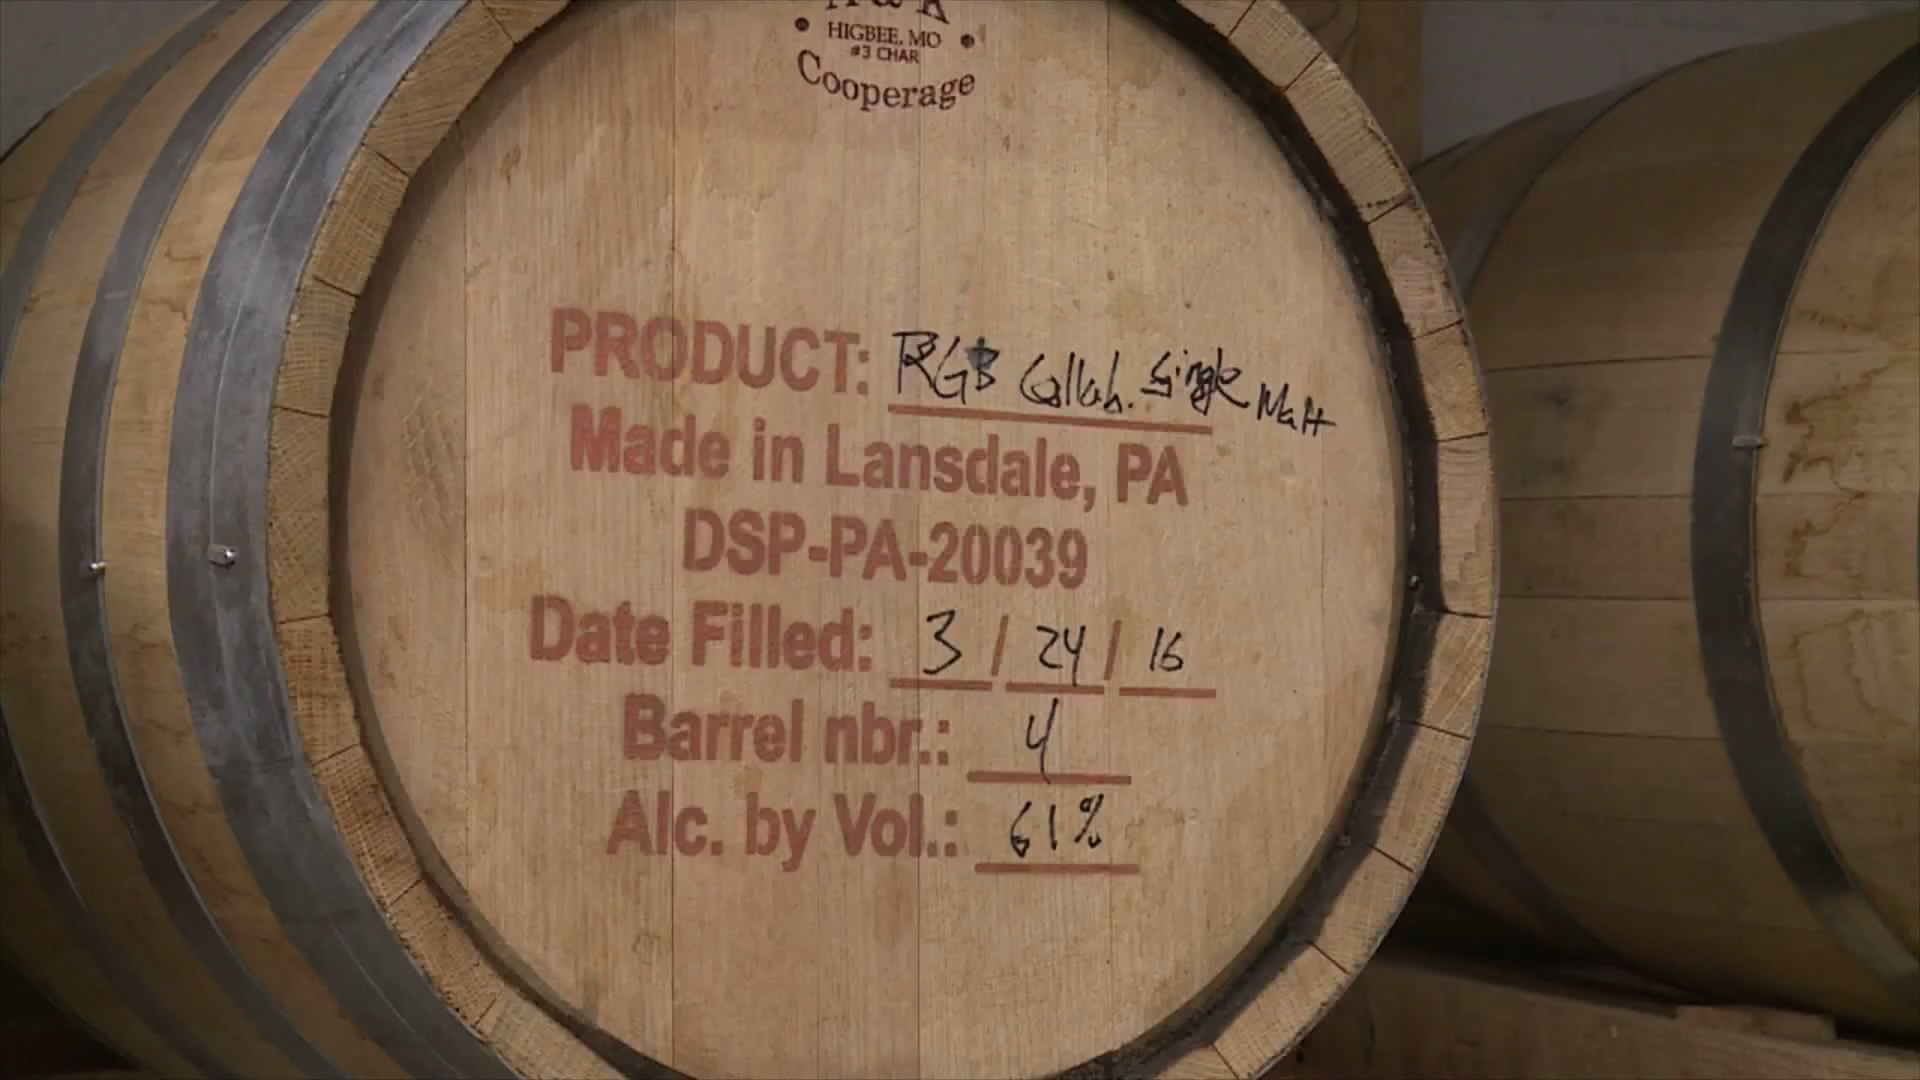 A & K
HIGBEE, MO
#3 CHAR
Cooperage
PRODUCT: RGB Collab. Single Malt
Made in Lansdale, PA
DSP-PA-20039
Date Filled: 3 / 24 / 16
Barrel nbr.: 4
Alc. by Vol.: 61%